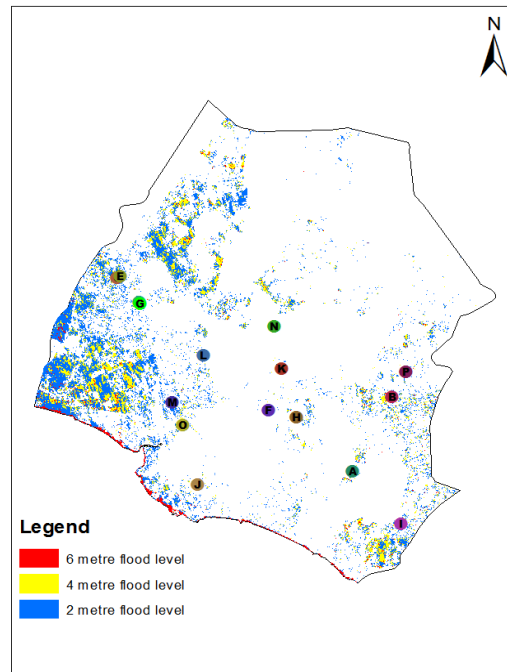 N
E
G
N
L
K
P
B
M
F
H
O
A
J
I
Legend
6 metre flood level
4 metre flood level
2 metre flood level